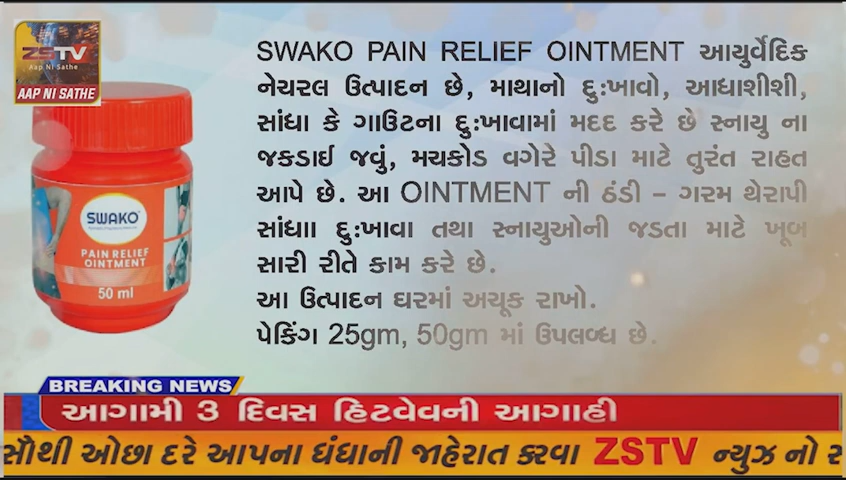 ZSTV
Aap Ni Sathe
AAP NI SATHE
SWAKO PAIN RELIEF OINTMENT આયુર્વેદિક
નેચરલ ઉત્પાદન છે, માથાનો દુઃખાવો, આધાશીશી,
સાંધા કે ગાઉટના દુઃખાવામાં મદદ કરે છે સ્નાયુ ના
જકડાઈ જવું, મચકોડ વગેરે પીડા માટે તુરંત રાહત
આપે છે. આ OINTMENT ની ઠંડી – ગરમ થેરાપી
સાંધાા દુઃખાવા તથા સ્નાયુઓની જડતા માટે ખૂબ
સારી રીતે કામ કરે છે.
આ ઉત્પાદન ઘરમાં અચૂક રાખો.
પેકિંગ 25gm, 50gm માં ઉપલબ્ધ છે.
SWAKO
PAIN RELIEF
OINTMENT
50 ml
BREAKING NEWS
આગામી 3 દિવસ હિટવેવની આગાહી
સૌથી ઓછા દરે આપના ધંધાની જાહેરાત કરવા ZSTV ન્યુઝ નો